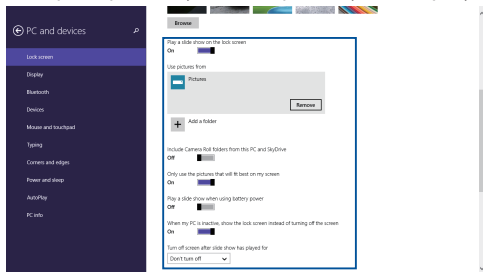 PC and devices
Lock screen
Display
Bluetooth
Devices
Mouse and touchpad
Typing
Corners and edges
Power and sleep
AutoPlay
PC info
Browse
Play a slide show on the lock screen
On
Use pictures from
Pictures
Remove
Add a folder
Include Camera Roll folders from this PC and SkyDrive
Off
Only use the pictures that will fit best on my screen
On
Play a slide show when using battery power
Off
When my PC is inactive, show the lock screen instead of turning off the screen
On
Turn off screen after slide show has played for
Don't turn off